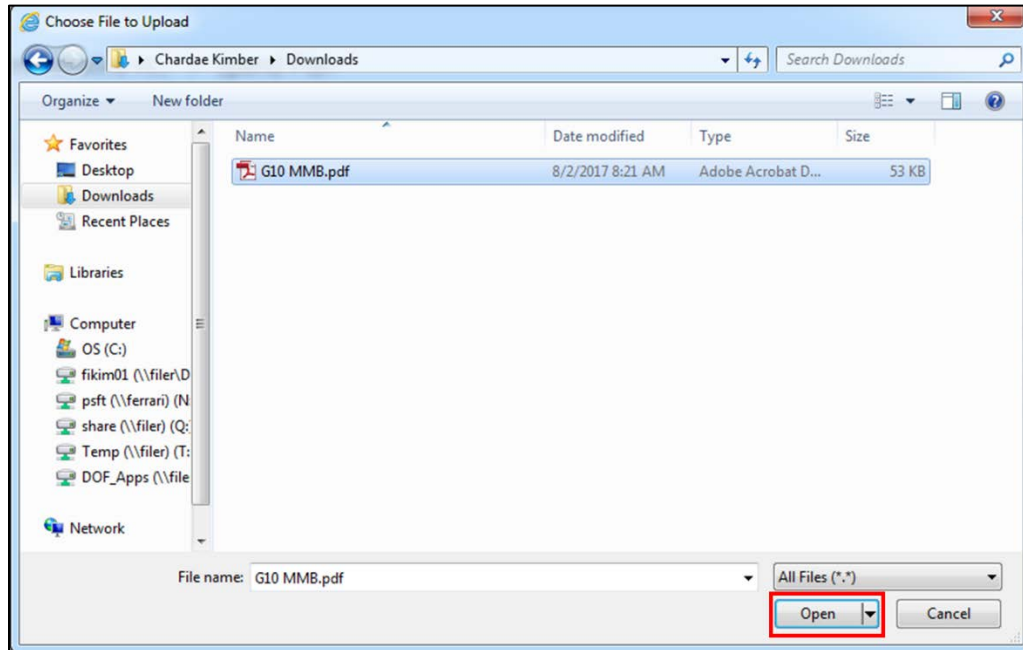 Choose File to Upload
Chardae Kimber Downloads
Search Downloads
Organize New folder
Name Date modified Type Size
G10 MMB.pdf 8/2/2017 8:21 AM Adobe Acrobat D... 53 KB
Favorites
Desktop
Downloads
Recent Places
Libraries
Computer
OS (C:)
fikim01 (\\filer\D
psft (\\ferrari) (N:
share (\\filer) (Q:
Temp (\\filer) (T:
DOF_Apps (\\file
Network
File name: G10 MMB.pdf All Files (*.*)
Open Cancel